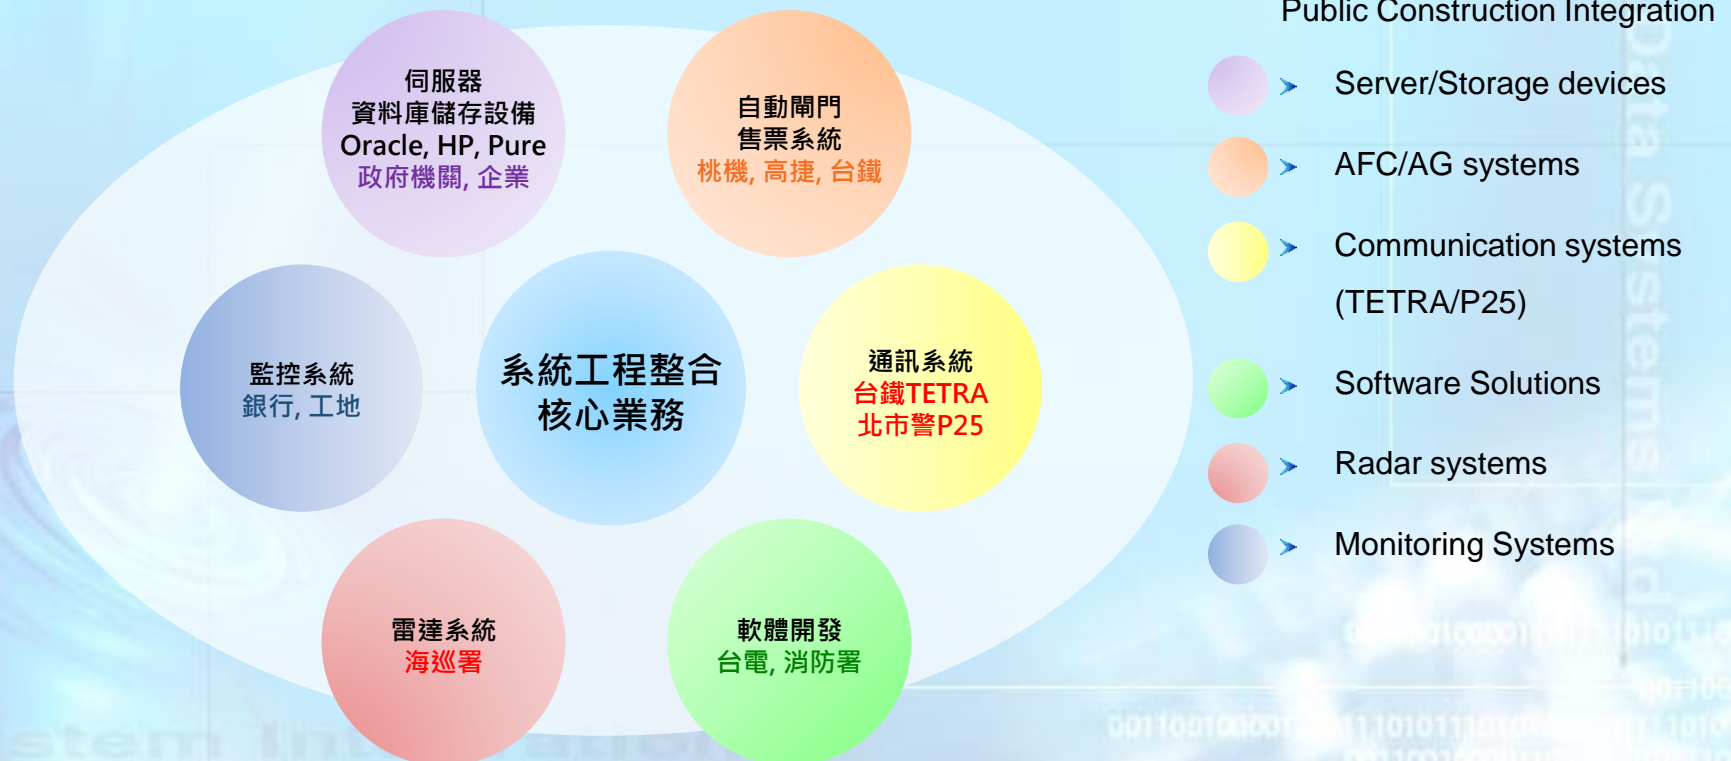 Public Construction Integration
伺服器
資料庫儲存設備
Oracle, HP, Pure
政府機關, 企業
自動閘門
售票系統
桃機, 高捷, 台鐵
監控系統
銀行, 工地
系統工程整合
核心業務
通訊系統
台鐵TETRA
北市警P25
雷達系統
海巡署
軟體開發
台電, 消防署
Server/Storage devices
AFC/AG systems
Communication systems
(TETRA/P25)
Software Solutions
Radar systems
Monitoring Systems
Data Systems